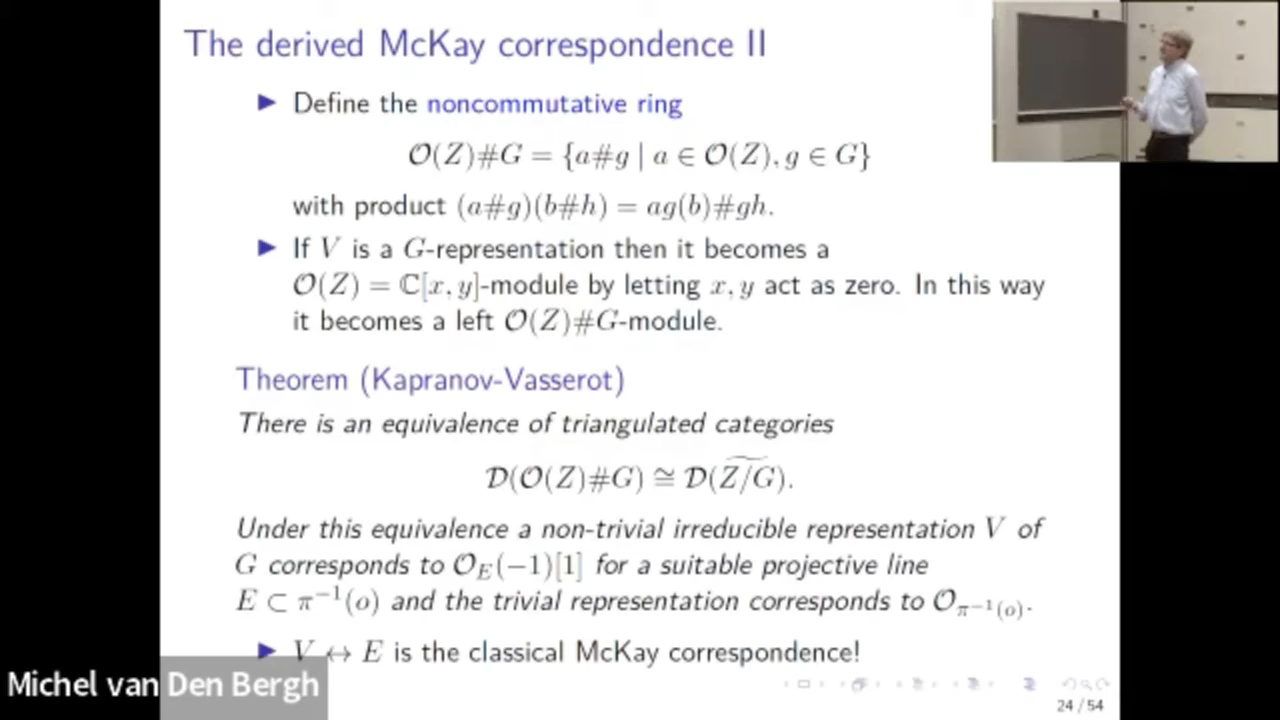 The derived McKay correspondence II
▶ Define the noncommutative ring
𝒪(Z)#G = {a#g | a ∈ 𝒪(Z), g ∈ G}
with product (a#g)(b#h) = ag(b)#gh.
▶ If V is a G-representation then it becomes a
𝒪(Z) = ℂ[x, y]-module by letting x, y act as zero. In this way
it becomes a left 𝒪(Z)#G-module.
Theorem (Kapranov-Vasserot)
There is an equivalence of triangulated categories
𝒟(𝒪(Z)#G) ≅ 𝒟(\widetilde{Z/G}).
Under this equivalence a non-trivial irreducible representation V of
G corresponds to 𝒪_E(−1)[1] for a suitable projective line
E ⊂ π^{−1}(o) and the trivial representation corresponds to 𝒪_{π^{−1}(o)}.
▶ V ↔ E is the classical McKay correspondence!
Michel van Den Bergh
24 / 54